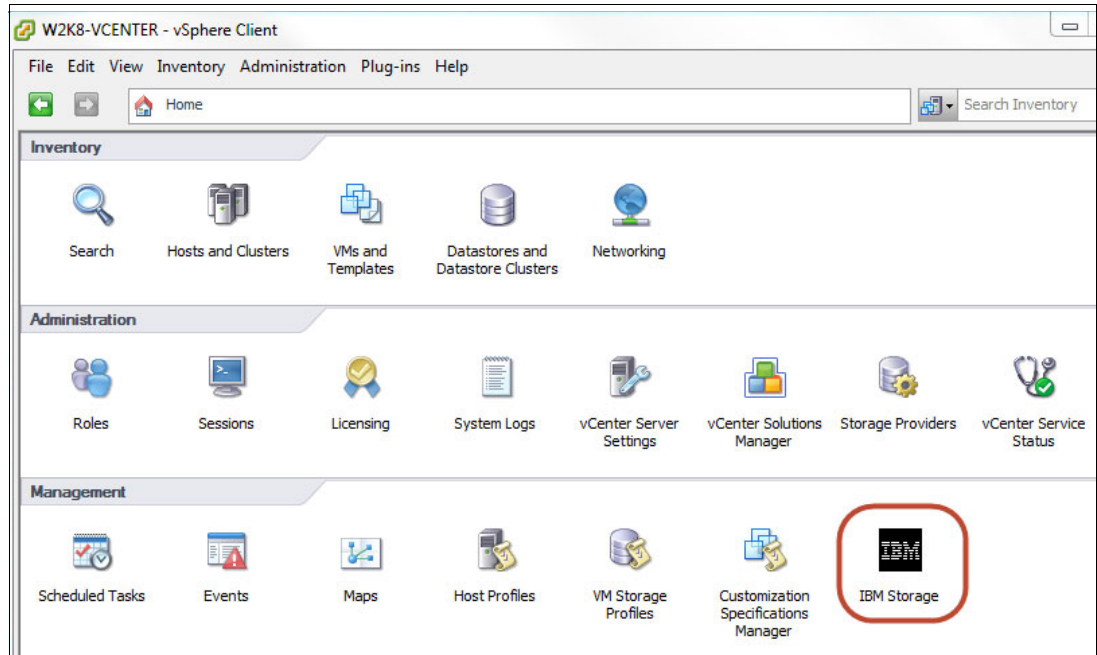 W2K8-VCENTER - vSphere Client
File Edit View Inventory Administration Plug-ins Help
Home
Search Inventory
Inventory
Search
Hosts and Clusters
VMs and
Templates
Datastores and
Datastore Clusters
Networking
Administration
Roles
Sessions
Licensing
System Logs
vCenter Server
Settings
vCenter Solutions
Manager
Storage Providers
vCenter Service
Status
Management
IBM
Scheduled Tasks
Events
Maps
Host Profiles
VM Storage
Profiles
Customization
Specifications
Manager
IBM Storage